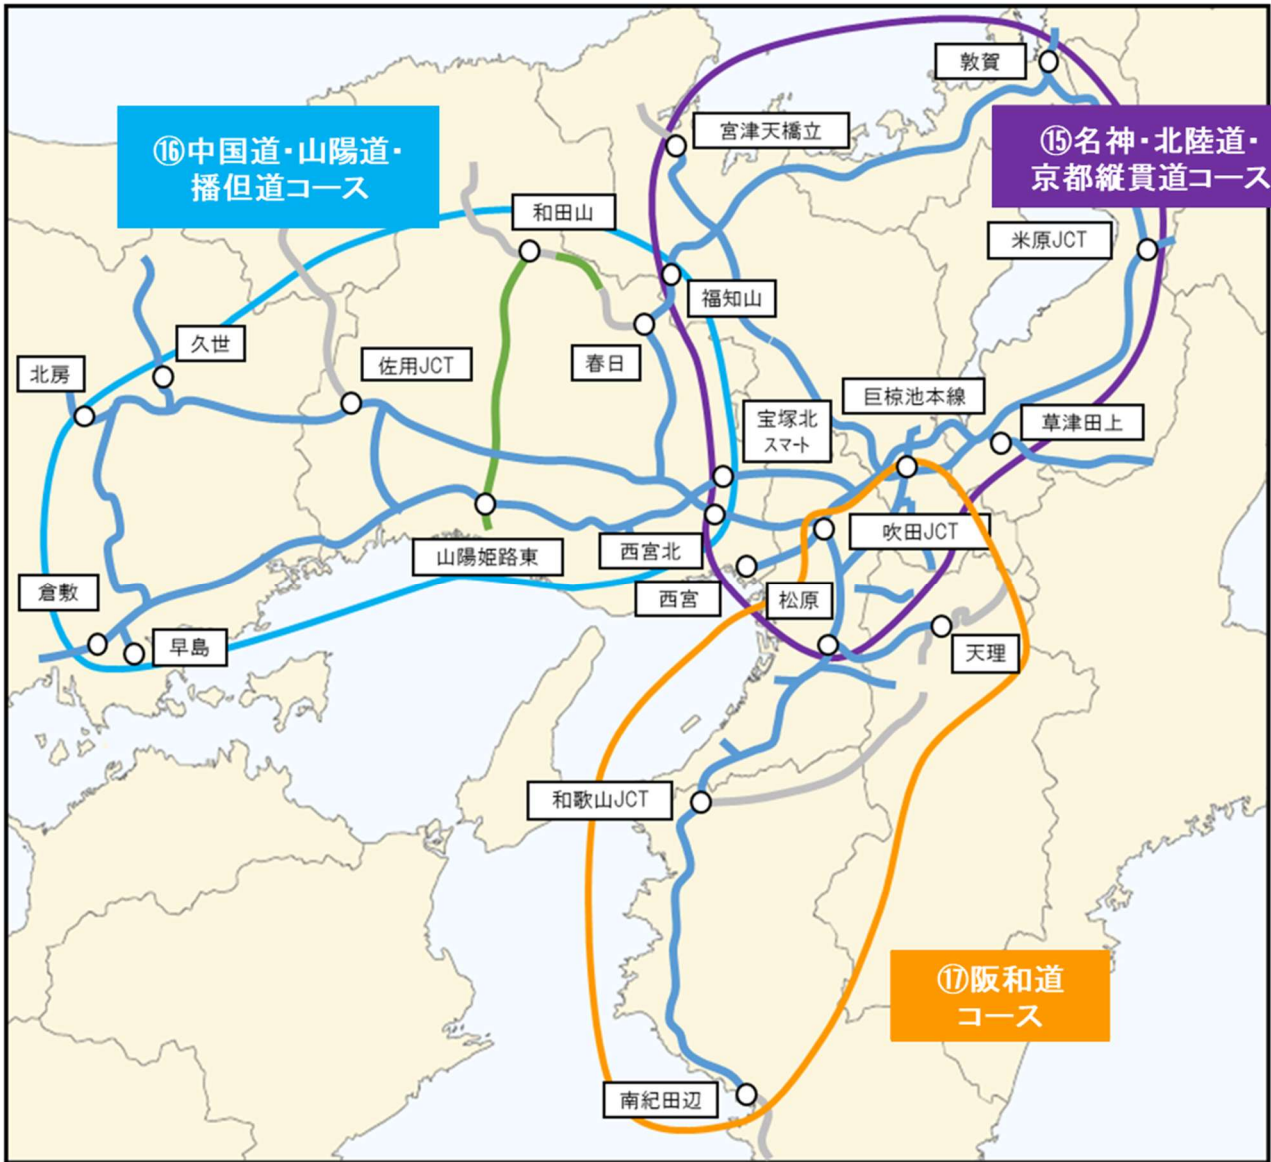 敦賀
宮津天橋立
⑯中国道・山陽道・
播但道コース
⑮名神・北陸道・
京都縦貫道コース
和田山
米原JCT
福知山
久世
北房
佐用JCT
春日
巨椋池本線
宝塚北
スマート
草津田上
吹田JCT
山陽姫路東
西宮北
倉敷
西宮
松原
早島
天理
和歌山JCT
⑰阪和道
コース
南紀田辺